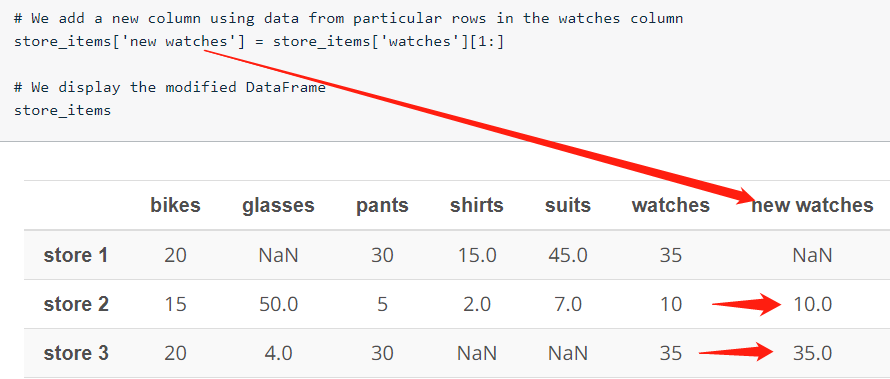 # We add a new column using data from particular rows in the watches column
store_items['new watches'] = store_items['watches'][1:]
# We display the modified DataFrame
store_items
bikes glasses pants shirts suits watches new watches
store 1 20 NaN 30 15.0 45.0 35 NaN
store 2 15 50.0 5 2.0 7.0 10 10.0
store 3 20 4.0 30 NaN NaN 35 35.0